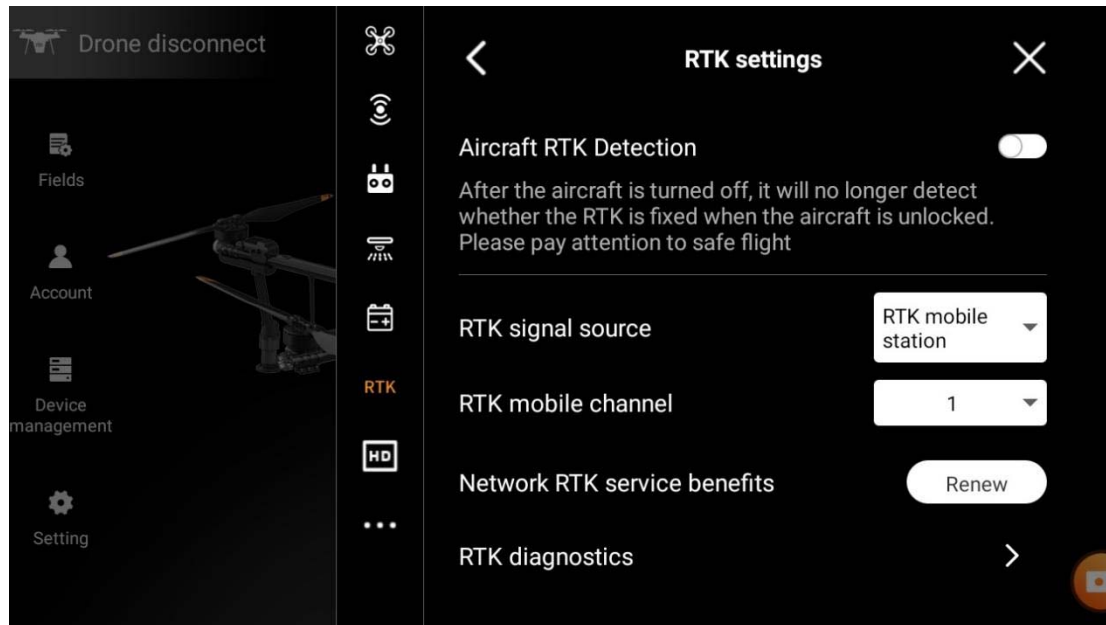 Drone disconnect
Fields
Account
Device
management
Setting
RTK
HD
RTK settings
Aircraft RTK Detection
After the aircraft is turned off, it will no longer detect
whether the RTK is fixed when the aircraft is unlocked.
Please pay attention to safe flight
RTK signal source
RTK mobile
station
RTK mobile channel
1
Network RTK service benefits
Renew
RTK diagnostics